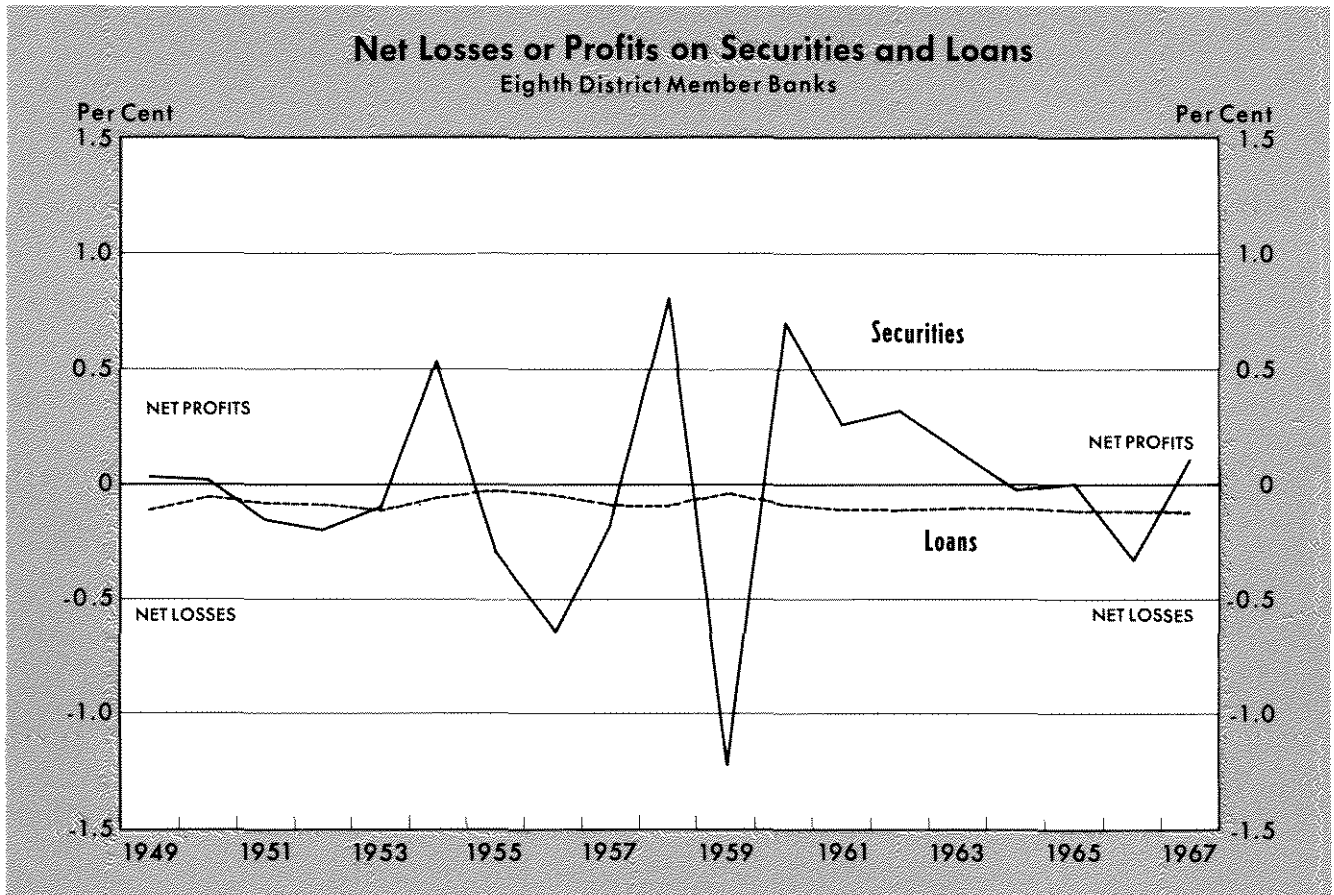 Net Losses or Profits on Securities and Loans
Eighth District Member Banks
Per Cent Per Cent
1.5 1.5
1.0 1.0
Securities
0.5 0.5
NET PROFITS
NET PROFITS
0 0
Loans
-0.5 -0.5
NET LOSSES NET LOSSES
-1.0 -1.0
-1.5 -1.5
1949 1951 1953 1955 1957 1959 1961 1963 1965 1967